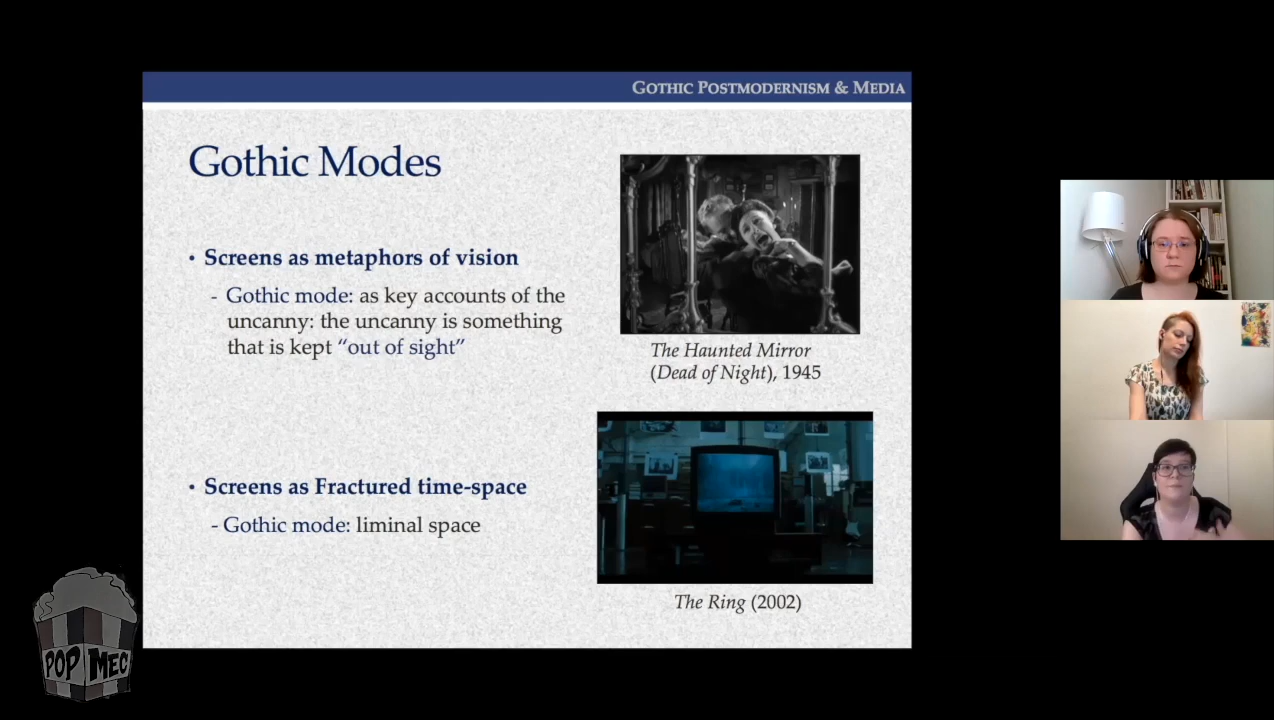 GOTHIC POSTMODERNISM & MEDIA
Gothic Modes
• Screens as metaphors of vision
- Gothic mode: as key accounts of the
uncanny: the uncanny is something
that is kept “out of sight”
The Haunted Mirror
(Dead of Night), 1945
• Screens as Fractured time-space
- Gothic mode: liminal space
The Ring (2002)
POP MEC